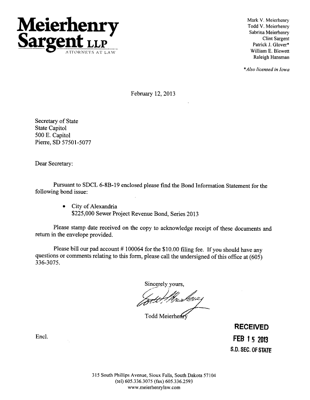 Meierhenry
Sargent LLP
ATTORNEYS AT LAW
Mark V. Meierhenry
Todd V. Meierhenry
Sabrina Meierhenry
Clint Sargent
Patrick J. Glover*
William E. Blewett
Raleigh Hansman
*Also licensed in Iowa
February 12, 2013
Secretary of State
State Capitol
500 E. Capitol
Pierre, SD 57501-5077
Dear Secretary:
Pursuant to SDCL 6-8B-19 enclosed please find the Bond Information Statement for the
following bond issue:
• City of Alexandria
$225,000 Sewer Project Revenue Bond, Series 2013
Please stamp date received on the copy to acknowledge receipt of these documents and
return in the envelope provided.
Please bill our pad account # 100064 for the $10.00 filing fee. If you should have any
questions or comments relating to this form, please call the undersigned of this office at (605)
336-3075.
Sincerely yours,
Todd Meierhenry
Encl.
RECEIVED
FEB 15 2013
S.D. SEC. OF STATE
315 South Phillips Avenue, Sioux Falls, South Dakota 57104
(tel) 605.336.3075 (fax) 605.336.2593
www.meierhenrylaw.com